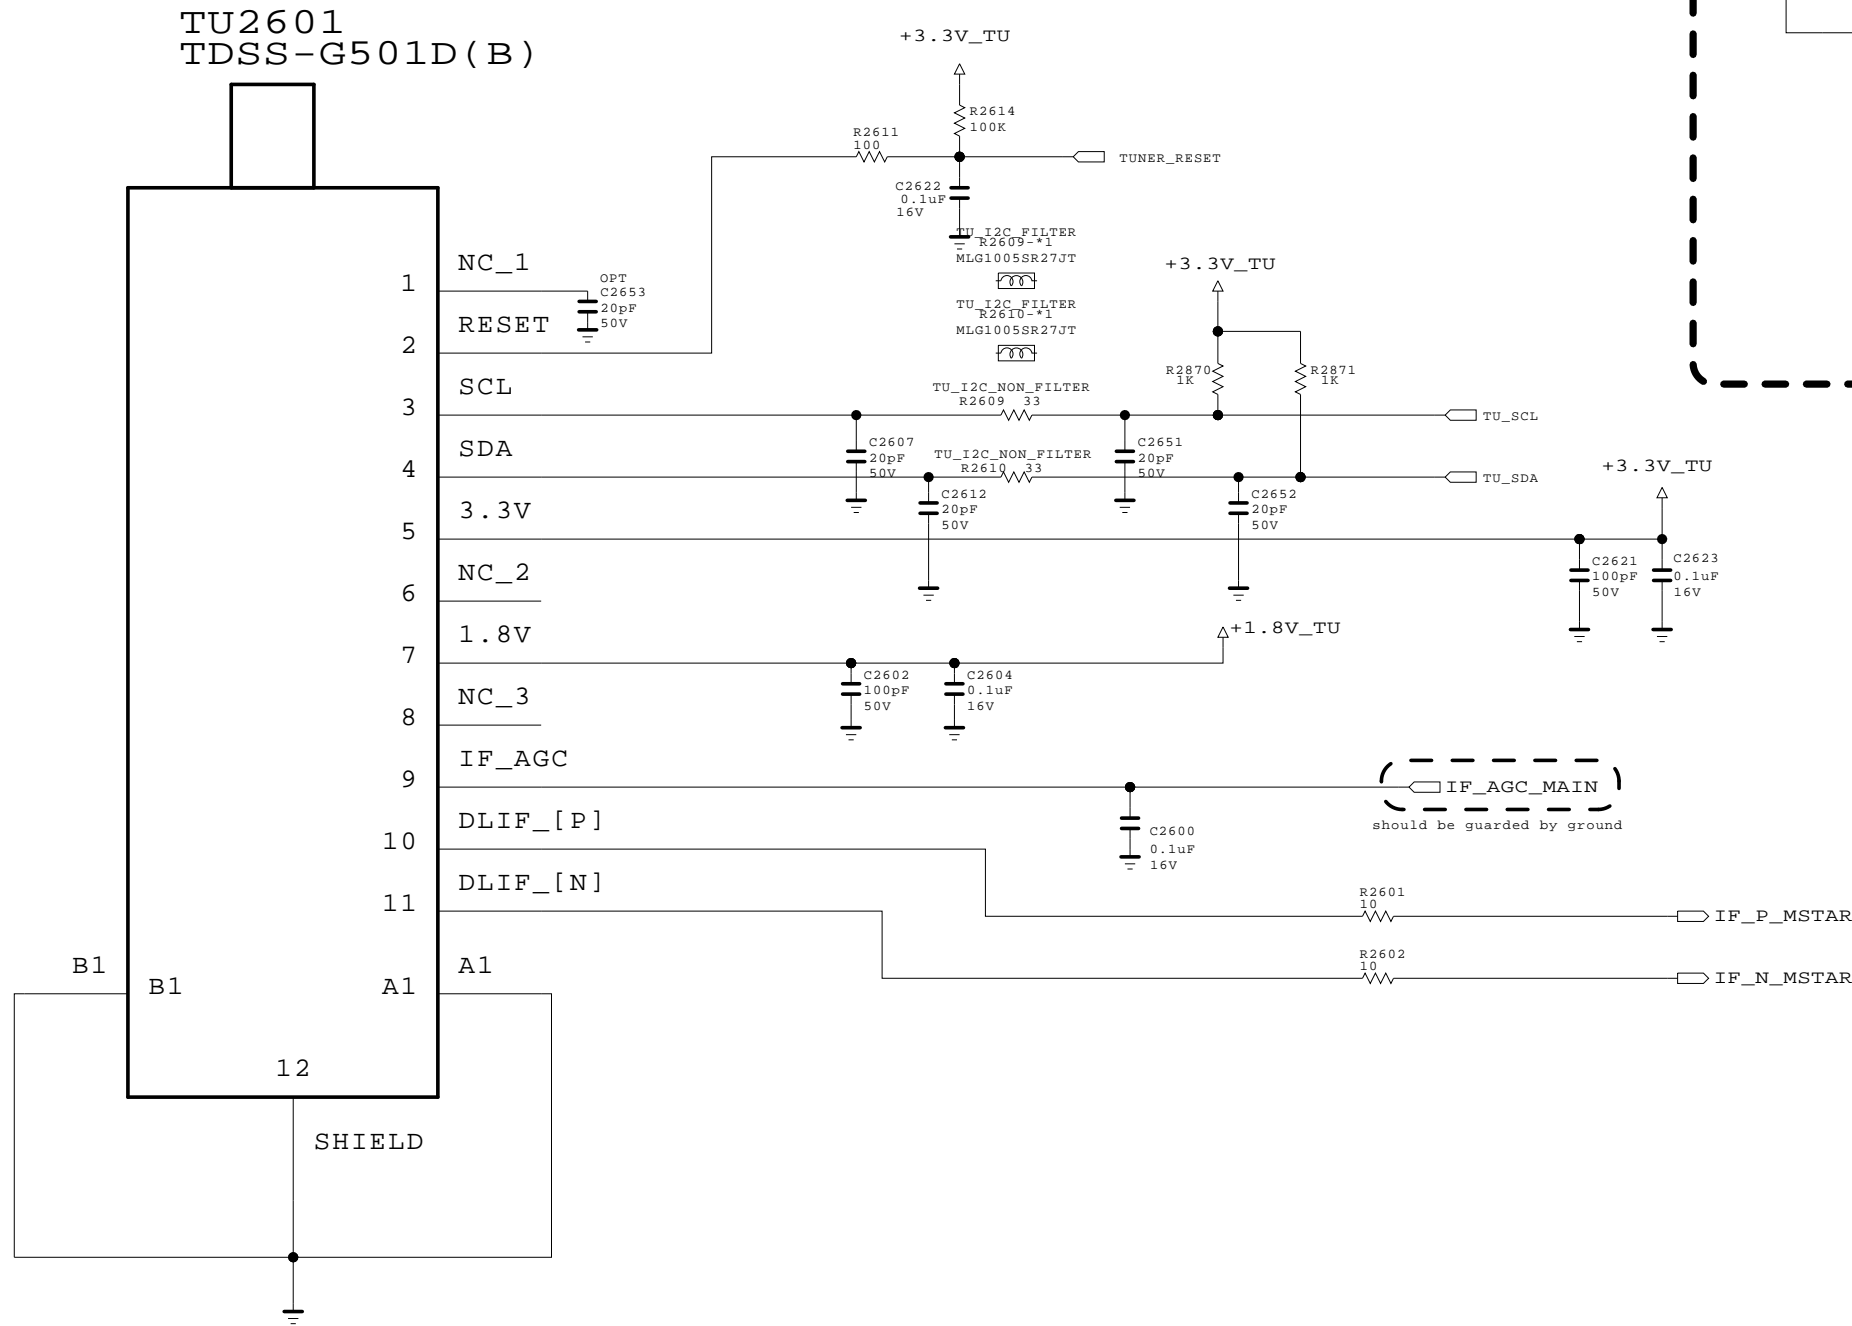 TU2601
TDSS-G501D(B)
+3.3V_TU
R2614
100K
R2611
100
TUNER_RESET
C2622
0.1uF
16V
TU_I2C_FILTER
R2609-*1
MLG1005SR27JT
TU_I2C_FILTER
R2610-*1
MLG1005SR27JT
+3.3V_TU
NC_1
1
OPT
C2653
20pF
50V
RESET
2
R2870
1K
R2871
1K
SCL
3
TU_I2C_NON_FILTER
R2609 33
TU_SCL
C2607
20pF
50V
C2651
20pF
50V
SDA
4
TU_I2C_NON_FILTER
R2610 33
TU_SDA
C2612
20pF
50V
C2652
20pF
50V
+3.3V_TU
3.3V
5
C2621
100pF
50V
C2623
0.1uF
16V
NC_2
6
1.8V
7
+1.8V_TU
C2602
100pF
50V
C2604
0.1uF
16V
NC_3
8
IF_AGC
9
IF_AGC_MAIN
should be guarded by ground
C2600
0.1uF
16V
DLIF_[P]
10
DLIF_[N]
11
R2601
10
IF_P_MSTAR
R2602
10
IF_N_MSTAR
B1
B1
A1
A1
12
SHIELD